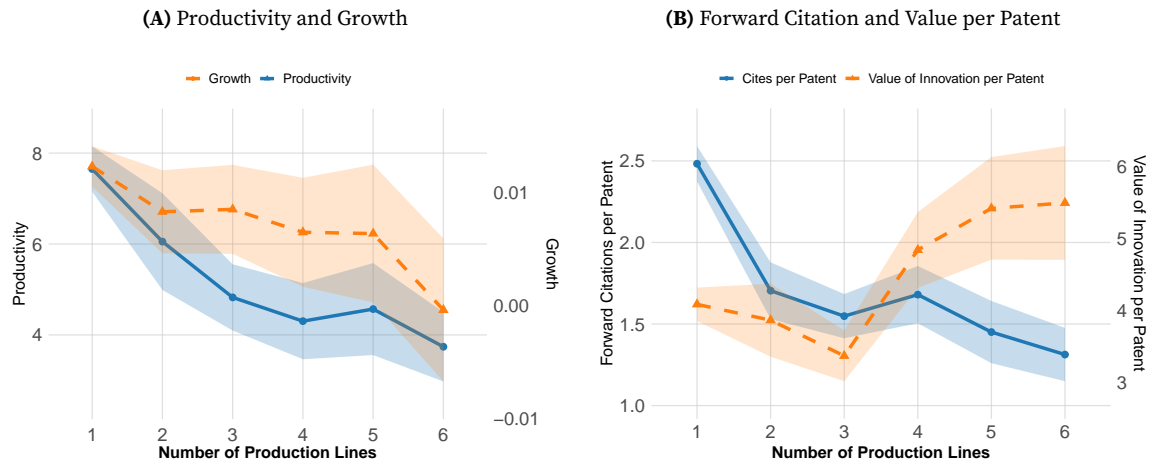 (A) Productivity and Growth
Growth Productivity
8
6
4
Productivity
0.01
0.00
−0.01
Growth
1 2 3 4 5 6
Number of Production Lines
(B) Forward Citation and Value per Patent
Cites per Patent Value of Innovation per Patent
2.5
2.0
1.5
1.0
Forward Citations per Patent
6
5
4
3
Value of Innovation per Patent
1 2 3 4 5 6
Number of Production Lines